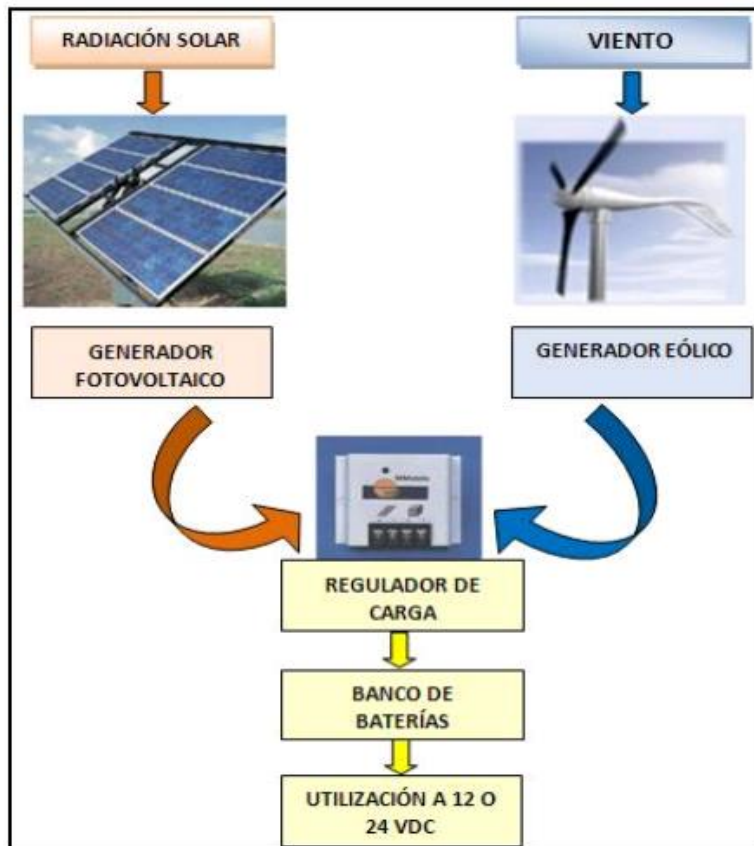 RADIACIÓN SOLAR
VIENTO
GENERADOR
FOTOVOLTAICO
GENERADOR EÓLICO
REGULADOR DE
CARGA
BANCO DE
BATERÍAS
UTILIZACIÓN A 12 O
24 VDC